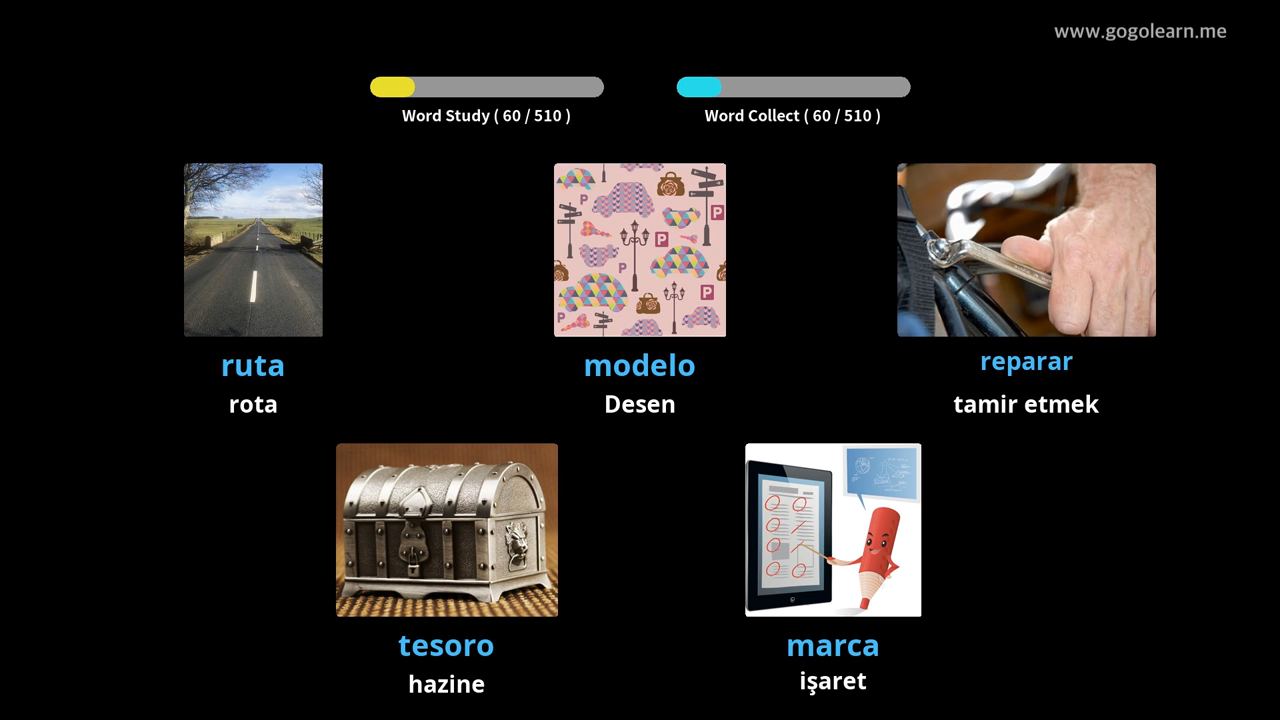 www.gogolearn.me
Word Study ( 60 / 510 )
Word Collect ( 60 / 510 )
P
P
P
P
P
P
ruta
modelo
reparar
rota
Desen
tamir etmek
tesoro
marca
hazine
işaret